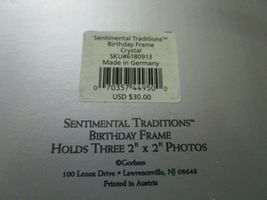 Sentimental Traditions™
Birthday Frame
Crystal
SKU#6180913
Made in Germany
0 70357 44950 0
USD $30.00
SENTIMENTAL TRADITIONS™
BIRTHDAY FRAME
HOLDS THREE 2" x 2" PHOTOS
©Gorham
100 Lenox Drive • Lawrenceville, NJ 08648
Printed in Austria